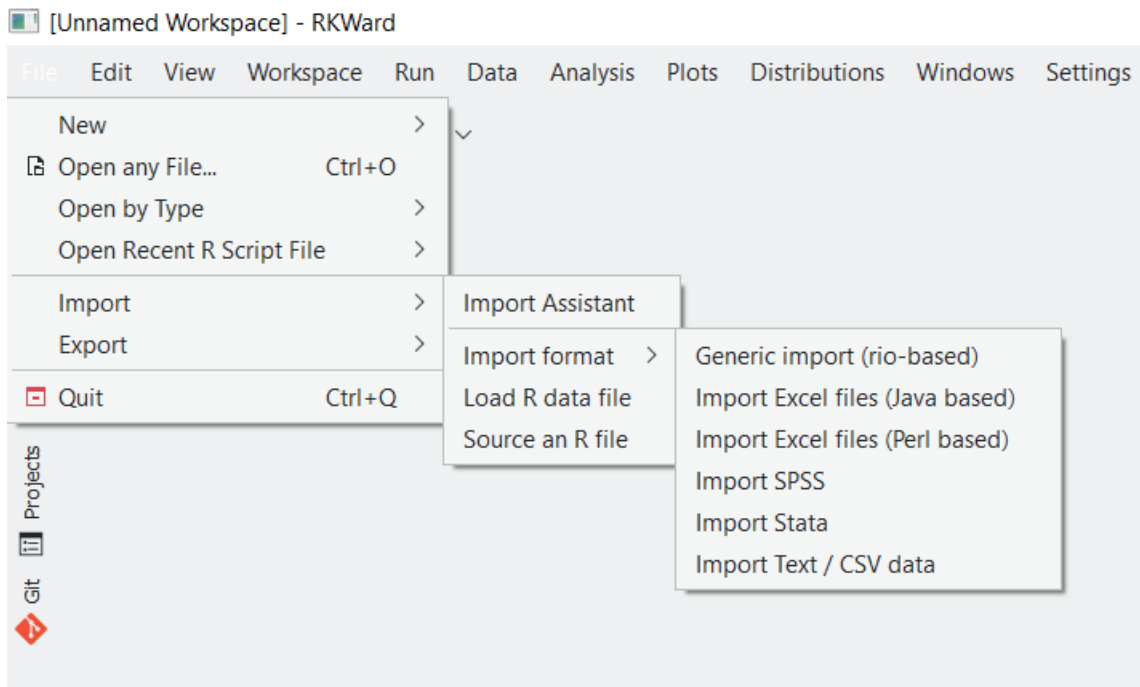 [Unnamed Workspace] - RKWard
File Edit View Workspace Run Data Analysis Plots Distributions Windows Settings
New
Open any File... Ctrl+O
Open by Type
Open Recent R Script File
Import
Export
Quit Ctrl+Q
Import Assistant
Import format
Load R data file
Source an R file
Generic import (rio-based)
Import Excel files (Java based)
Import Excel files (Perl based)
Import SPSS
Import Stata
Import Text / CSV data
Projects
Git